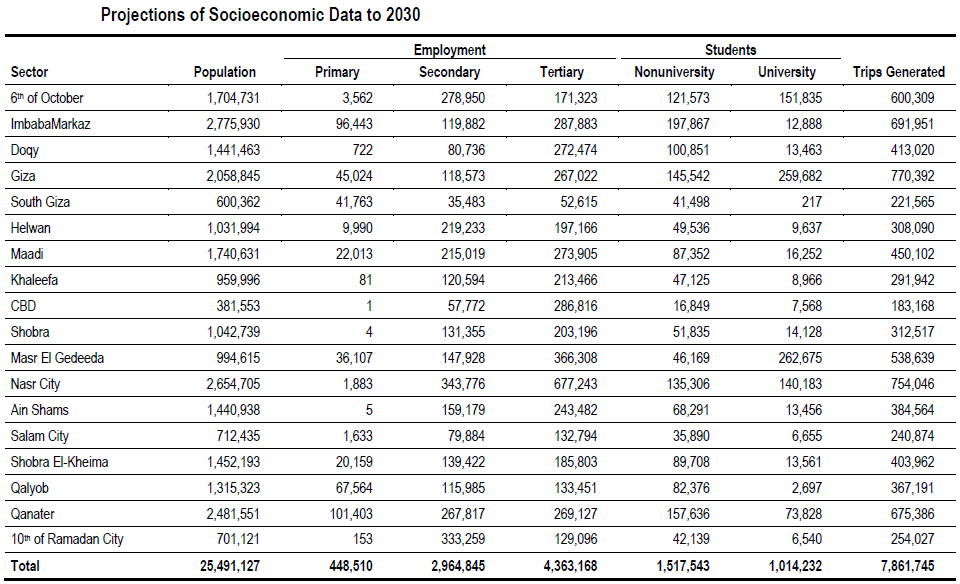 Projections of Socioeconomic Data to 2030
Employment Students
Sector Population Primary Secondary Tertiary Nonuniversity University Trips Generated
6th of October 1,704,731 3,562 278,950 171,323 121,573 151,835 600,309
ImbabaMarkaz 2,775,930 96,443 119,882 287,883 197,867 12,888 691,951
Doqy 1,441,463 722 80,736 272,474 100,851 13,463 413,020
Giza 2,058,845 45,024 118,573 267,022 145,542 259,682 770,392
South Giza 600,362 41,763 35,483 52,615 41,498 217 221,565
Helwan 1,031,994 9,990 219,233 197,166 49,536 9,637 308,090
Maadi 1,740,631 22,013 215,019 273,905 87,352 16,252 450,102
Khaleefa 959,996 81 120,594 213,466 47,125 8,966 291,942
CBD 381,553 1 57,772 286,816 16,849 7,568 183,168
Shobra 1,042,739 4 131,355 203,196 51,835 14,128 312,517
Masr El Gedeeda 994,615 36,107 147,928 366,308 46,169 262,675 538,639
Nasr City 2,654,705 1,883 343,776 677,243 135,306 140,183 754,046
Ain Shams 1,440,938 5 159,179 243,482 68,291 13,456 384,564
Salam City 712,435 1,633 79,884 132,794 35,890 6,655 240,874
Shobra El-Kheima 1,452,193 20,159 139,422 185,803 89,708 13,561 403,962
Qalyob 1,315,323 67,564 115,985 133,451 82,376 2,697 367,191
Qanater 2,481,551 101,403 267,817 269,127 157,636 73,828 675,386
10th of Ramadan City 701,121 153 333,259 129,096 42,139 6,540 254,027
Total 25,491,127 448,510 2,964,845 4,363,168 1,517,543 1,014,232 7,861,745